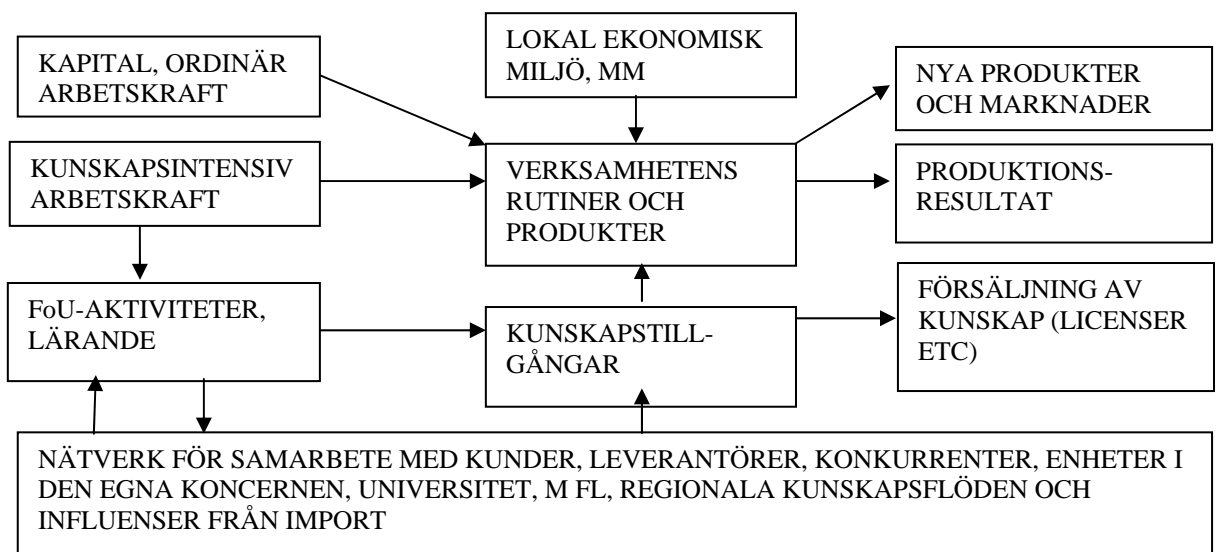 KAPITAL, ORDINÄR
ARBETSKRAFT
LOKAL EKONOMISK
MILJÖ, MM
NYA PRODUKTER
OCH MARKNADER
KUNSKAPSINTENSIV
ARBETSKRAFT
VERKSAMHETENS
RUTINER OCH
PRODUKTER
PRODUKTIONS-
RESULTAT
FoU-AKTIVITETER,
LÄRANDE
KUNSKAPSTILL-
GÅNGAR
FÖRSÄLJNING AV
KUNSKAP (LICENSER
ETC)
NÄTVERK FÖR SAMARBETE MED KUNDER, LEVERANTÖRER, KONKURRENTER, ENHETER I
DEN EGNA KONCERNEN, UNIVERSITET, M FL, REGIONALA KUNSKAPSFLÖDEN OCH
INFLUENSER FRÅN IMPORT